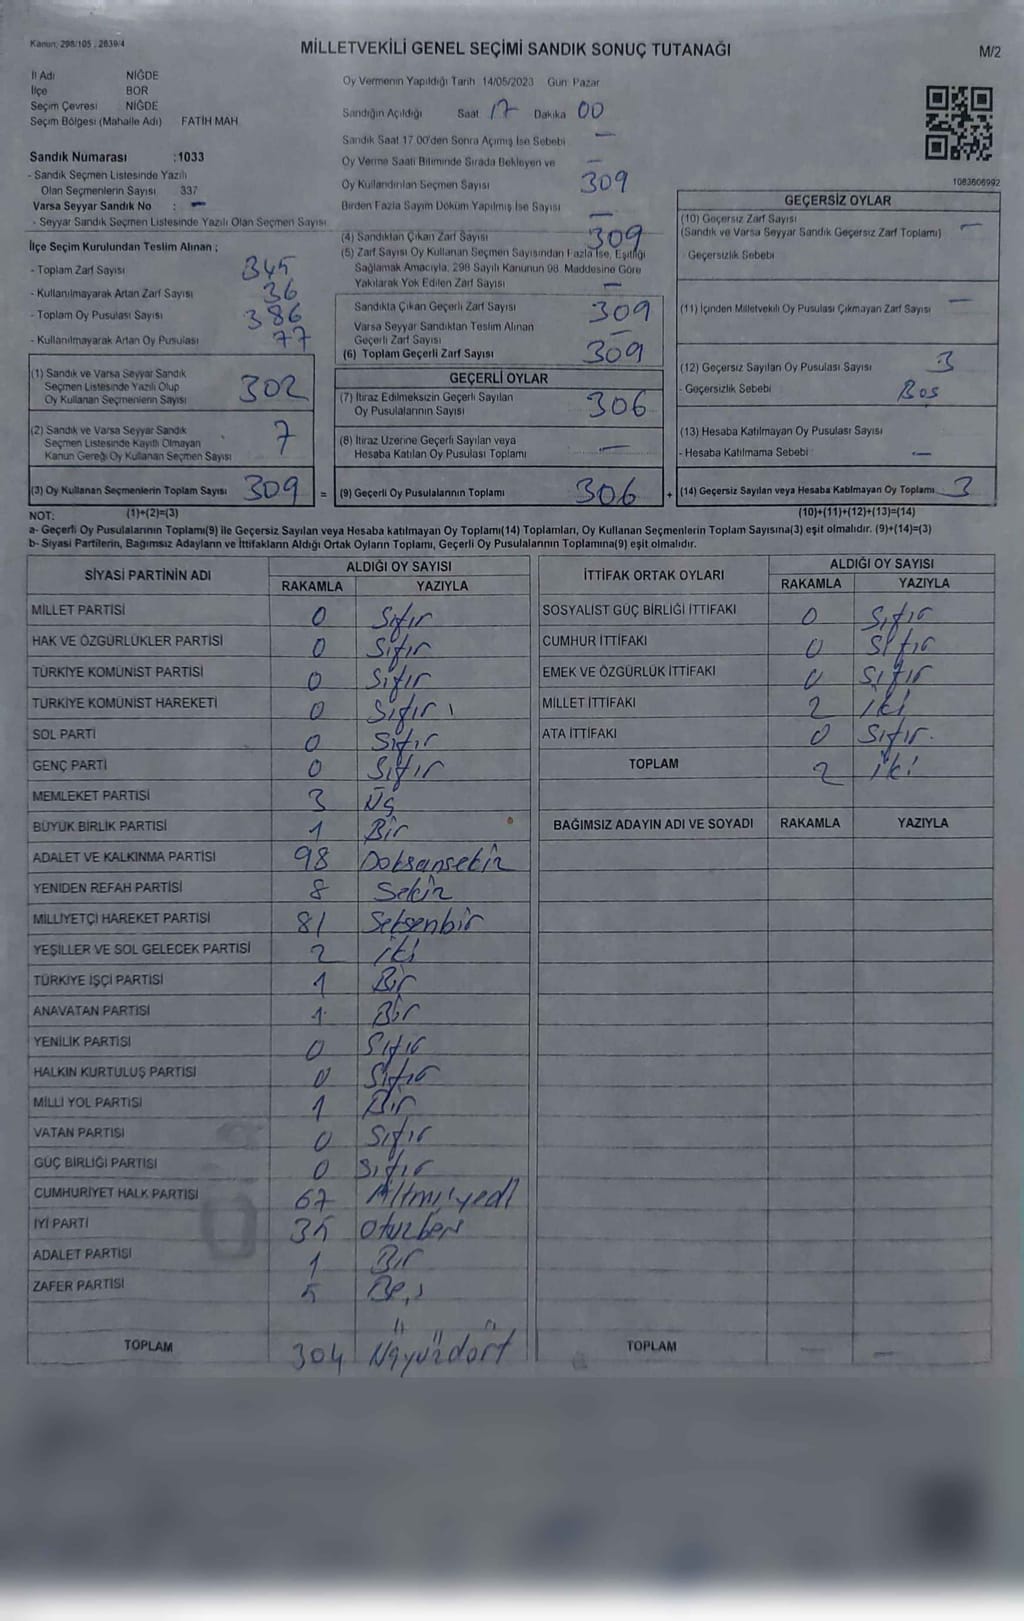 Kanun: 298/105 , 2839/4
MİLLETVEKİLİ GENEL SEÇİMİ SANDIK SONUÇ TUTANAĞI
M/2
İl Adı NİĞDE
İlçe BOR
Seçim Çevresi NİĞDE
Seçim Bölgesi (Mahalle Adı) FATİH MAH
Sandık Numarası :1033
- Sandık Seçmen Listesinde Yazılı
Olan Seçmenlerin Sayısı 337
Varsa Seyyar Sandık No : -
- Seyyar Sandık Seçmen Listesinde Yazılı Olan Seçmen Sayısı
İlçe Seçim Kurulundan Teslim Alınan ;
- Toplam Zarf Sayısı 345
- Kullanılmayarak Artan Zarf Sayısı 36
- Toplam Oy Pusulası Sayısı 386
- Kullanılmayarak Artan Oy Pusulası 77
(1) Sandık ve Varsa Seyyar Sandık
Seçmen Listesinde Yazılı Olup
Oy Kullanan Seçmenlerin Sayısı 302
(2) Sandık ve Varsa Seyyar Sandık
Seçmen Listesinde Kayıtlı Olmayan
Kanun Gereği Oy Kullanan Seçmen Sayısı 7
(3) Oy Kullanan Seçmenlerin Toplam Sayısı 309 =
Oy Vermenin Yapıldığı Tarih 14/05/2023 Gün: Pazar
Sandığın Açıldığı Saat 17 Dakika 00
Sandık Saat 17 00'den Sonra Açılmış İse Sebebi -
Oy Verme Saati Bitiminde Sırada Bekleyen ve -
Oy Kullandırılan Seçmen Sayısı 309
Birden Fazla Sayım Döküm Yapılmış İse Sayısı -
(4) Sandıktan Çıkan Zarf Sayısı 309
(5) Zarf Sayısı Oy Kullanan Seçmen Sayısından Fazla İse, Eşitliği
Sağlamak Amacıyla, 298 Sayılı Kanunun 98. Maddesine Göre
Yakılarak Yok Edilen Zarf Sayısı -
Sandıkta Çıkan Geçerli Zarf Sayısı 309
Varsa Seyyar Sandıktan Teslim Alınan
Geçerli Zarf Sayısı -
(6) Toplam Geçerli Zarf Sayısı 309
GEÇERLİ OYLAR
(7) İtiraz Edilmeksizin Geçerli Sayılan
Oy Pusulalarının Sayısı 306
(8) İtiraz Üzerine Geçerli Sayılan veya
Hesaba Katılan Oy Pusulası Toplamı -
(9) Geçerli Oy Pusulalarının Toplamı 306 +
1083606992
GEÇERSİZ OYLAR
(10) Geçersiz Zarf Sayısı -
(Sandık ve Varsa Seyyar Sandık Geçersiz Zarf Toplamı)
Geçersizlik Sebebi
(11) İçinden Milletvekili Oy Pusulası Çıkmayan Zarf Sayısı -
(12) Geçersiz Sayılan Oy Pusulası Sayısı 3
- Geçersizlik Sebebi Boş
(13) Hesaba Katılmayan Oy Pusulası Sayısı
- Hesaba Katılmama Sebebi -
(14) Geçersiz Sayılan veya Hesaba Katılmayan Oy Toplamı 3
NOT: (1)+(2)=(3) (10)+(11)+(12)+(13)=(14)
a- Geçerli Oy Pusulalarının Toplamı(9) ile Geçersiz Sayılan veya Hesaba katılmayan Oy Toplamı(14) Toplamları, Oy Kullanan Seçmenlerin Toplam Sayısına(3) eşit olmalıdır. (9)+(14)=(3)
b- Siyasi Partilerin, Bağımsız Adayların ve İttifakların Aldığı Ortak Oyların Toplamı, Geçerli Oy Pusulalarının Toplamına(9) eşit olmalıdır.
SİYASİ PARTİNİN ADI ALDIĞI OY SAYISI
RAKAMLA YAZIYLA
MİLLET PARTİSİ 0 Sıfır
HAK VE ÖZGÜRLÜKLER PARTİSİ 0 Sıfır
TÜRKİYE KOMÜNİST PARTİSİ 0 Sıfır
TÜRKİYE KOMÜNİST HAREKETİ 0 Sıfır
SOL PARTİ 0 Sıfır
GENÇ PARTİ 0 Sıfır
MEMLEKET PARTİSİ 3 Üç
BÜYÜK BİRLİK PARTİSİ 1 Bir
ADALET VE KALKINMA PARTİSİ 98 Doksansekiz
YENİDEN REFAH PARTİSİ 8 Sekiz
MİLLİYETÇİ HAREKET PARTİSİ 81 Seksenbir
YEŞİLLER VE SOL GELECEK PARTİSİ 2 İki
TÜRKİYE İŞÇİ PARTİSİ 1 Bir
ANAVATAN PARTİSİ 1 Bir
YENİLİK PARTİSİ 0 Sıfır
HALKIN KURTULUŞ PARTİSİ 0 Sıfır
MİLLİ YOL PARTİSİ 1 Bir
VATAN PARTİSİ 0 Sıfır
GÜÇ BİRLİĞİ PARTİSİ 0 Sıfır
CUMHURİYET HALK PARTİSİ 67 Altmışyedi
İYİ PARTİ 35 Otuzbeş
ADALET PARTİSİ 1 Bir
ZAFER PARTİSİ 5 Beş
TOPLAM 304 Üçyüzdört
İTTİFAK ORTAK OYLARI ALDIĞI OY SAYISI
RAKAMLA YAZIYLA
SOSYALİST GÜÇ BİRLİĞİ İTTİFAKI 0 Sıfır
CUMHUR İTTİFAKI 0 Sıfır
EMEK VE ÖZGÜRLÜK İTTİFAKI 0 Sıfır
MİLLET İTTİFAKI 2 İki
ATA İTTİFAKI 0 Sıfır.
TOPLAM 2 İki
BAĞIMSIZ ADAYIN ADI VE SOYADI RAKAMLA YAZIYLA
TOPLAM - -